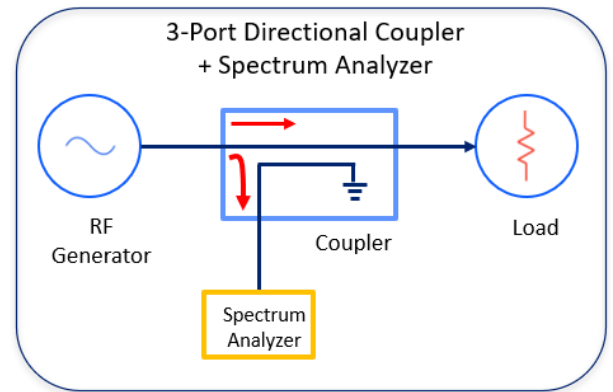 3-Port Directional Coupler
+ Spectrum Analyzer
RF
Generator
Coupler
Load
Spectrum
Analyzer